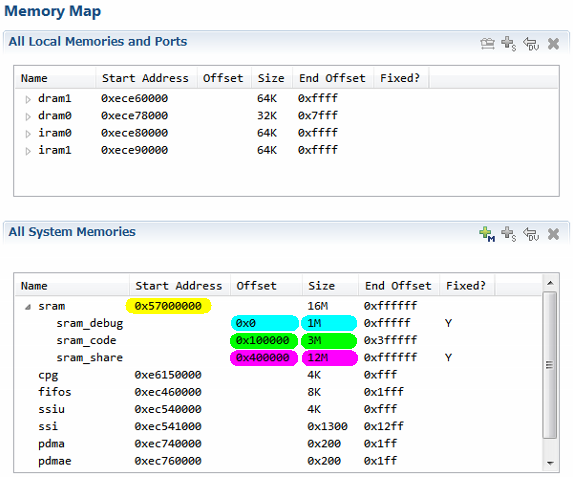 Memory Map
All Local Memories and Ports
S
DV
Name Start Address Offset Size End Offset Fixed?
dram1 0xece60000 64K 0xffff
dram0 0xece78000 32K 0x7fff
iram0 0xece80000 64K 0xffff
iram1 0xece90000 64K 0xffff
All System Memories
M S DV
Name Start Address Offset Size End Offset Fixed?
sram 0x57000000 16M 0xffffff
sram_debug 0x0 1M 0xfffff Y
sram_code 0x100000 3M 0x3fffff
sram_share 0x400000 12M 0xffffff Y
cpg 0xe6150000 4K 0xfff
fifos 0xec460000 8K 0x1fff
ssiu 0xec540000 4K 0xfff
ssi 0xec541000 0x1300 0x12ff
pdma 0xec740000 0x200 0x1ff
pdmae 0xec760000 0x200 0x1ff